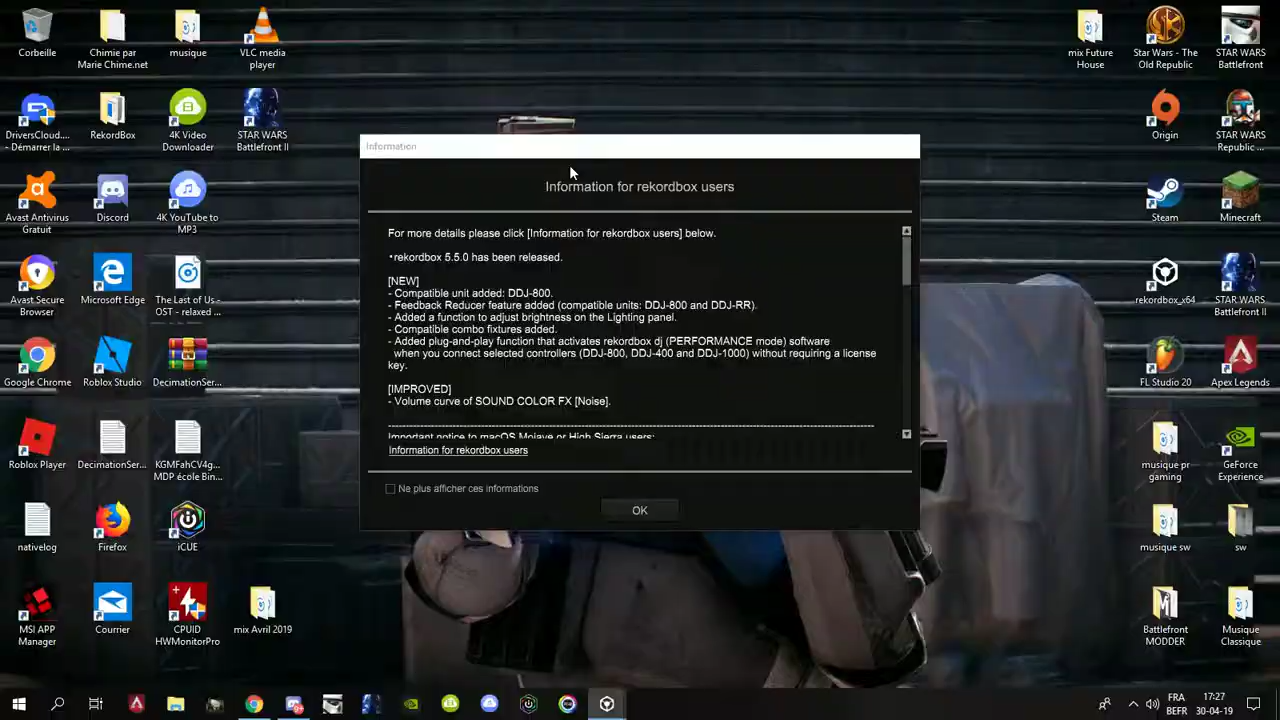 Corbeille
Chimie par
Marie Chime.net
musique
VLC media
player
DriversCloud....
- Démarrer la ...
RekordBox
4K Video
Downloader
STAR WARS
Battlefront II
Avast Antivirus
Gratuit
Discord
4K YouTube to
MP3
Avast Secure
Browser
Microsoft Edge
The Last of Us -
OST - relaxed ...
Google Chrome
Roblox Studio
DecimationSer...
Roblox Player
DecimationSer...
KGMFahCV4g...
MDP école Bin...
nativelog
Firefox
iCUE
MSI APP
Manager
Courrier
CPUID
HWMonitorPro
mix Avril 2019
Information
Information for rekordbox users
For more details please click [Information for rekordbox users] below.
・rekordbox 5.5.0 has been released.
[NEW]
- Compatible unit added: DDJ-800.
- Feedback Reducer feature added (compatible units: DDJ-800 and DDJ-RR).
- Added a function to adjust brightness on the Lighting panel.
- Compatible combo fixtures added.
- Added plug-and-play function that activates rekordbox dj (PERFORMANCE mode) software
when you connect selected controllers (DDJ-800, DDJ-400 and DDJ-1000) without requiring a license
key.
[IMPROVED]
- Volume curve of SOUND COLOR FX [Noise].
--------------------------------------------------------------------------------
Important notice to macOS Mojave or High Sierra users:
Information for rekordbox users
Ne plus afficher ces informations
OK
mix Future
House
Star Wars - The
Old Republic
STAR WARS
Battlefront
Origin
STAR WARS
Republic ...
Steam
Minecraft
rekordbox_x64
STAR WARS
Battlefront II
FL Studio 20
Apex Legends
musique pr
gaming
GeForce
Experience
musique sw
sw
Battlefront
MODDER
Musique
Classique
FRA
BEFR
17:27
30-04-19